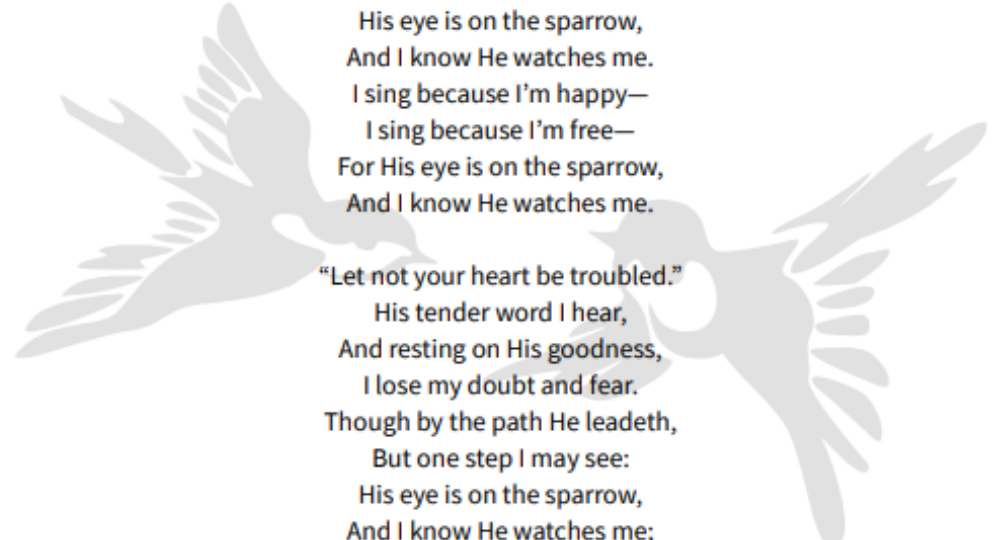 His eye is on the sparrow,
And I know He watches me.
I sing because I’m happy—
I sing because I’m free—
For His eye is on the sparrow,
And I know He watches me.
“Let not your heart be troubled.”
His tender word I hear,
And resting on His goodness,
I lose my doubt and fear.
Though by the path He leadeth,
But one step I may see:
His eye is on the sparrow,
And I know He watches me;